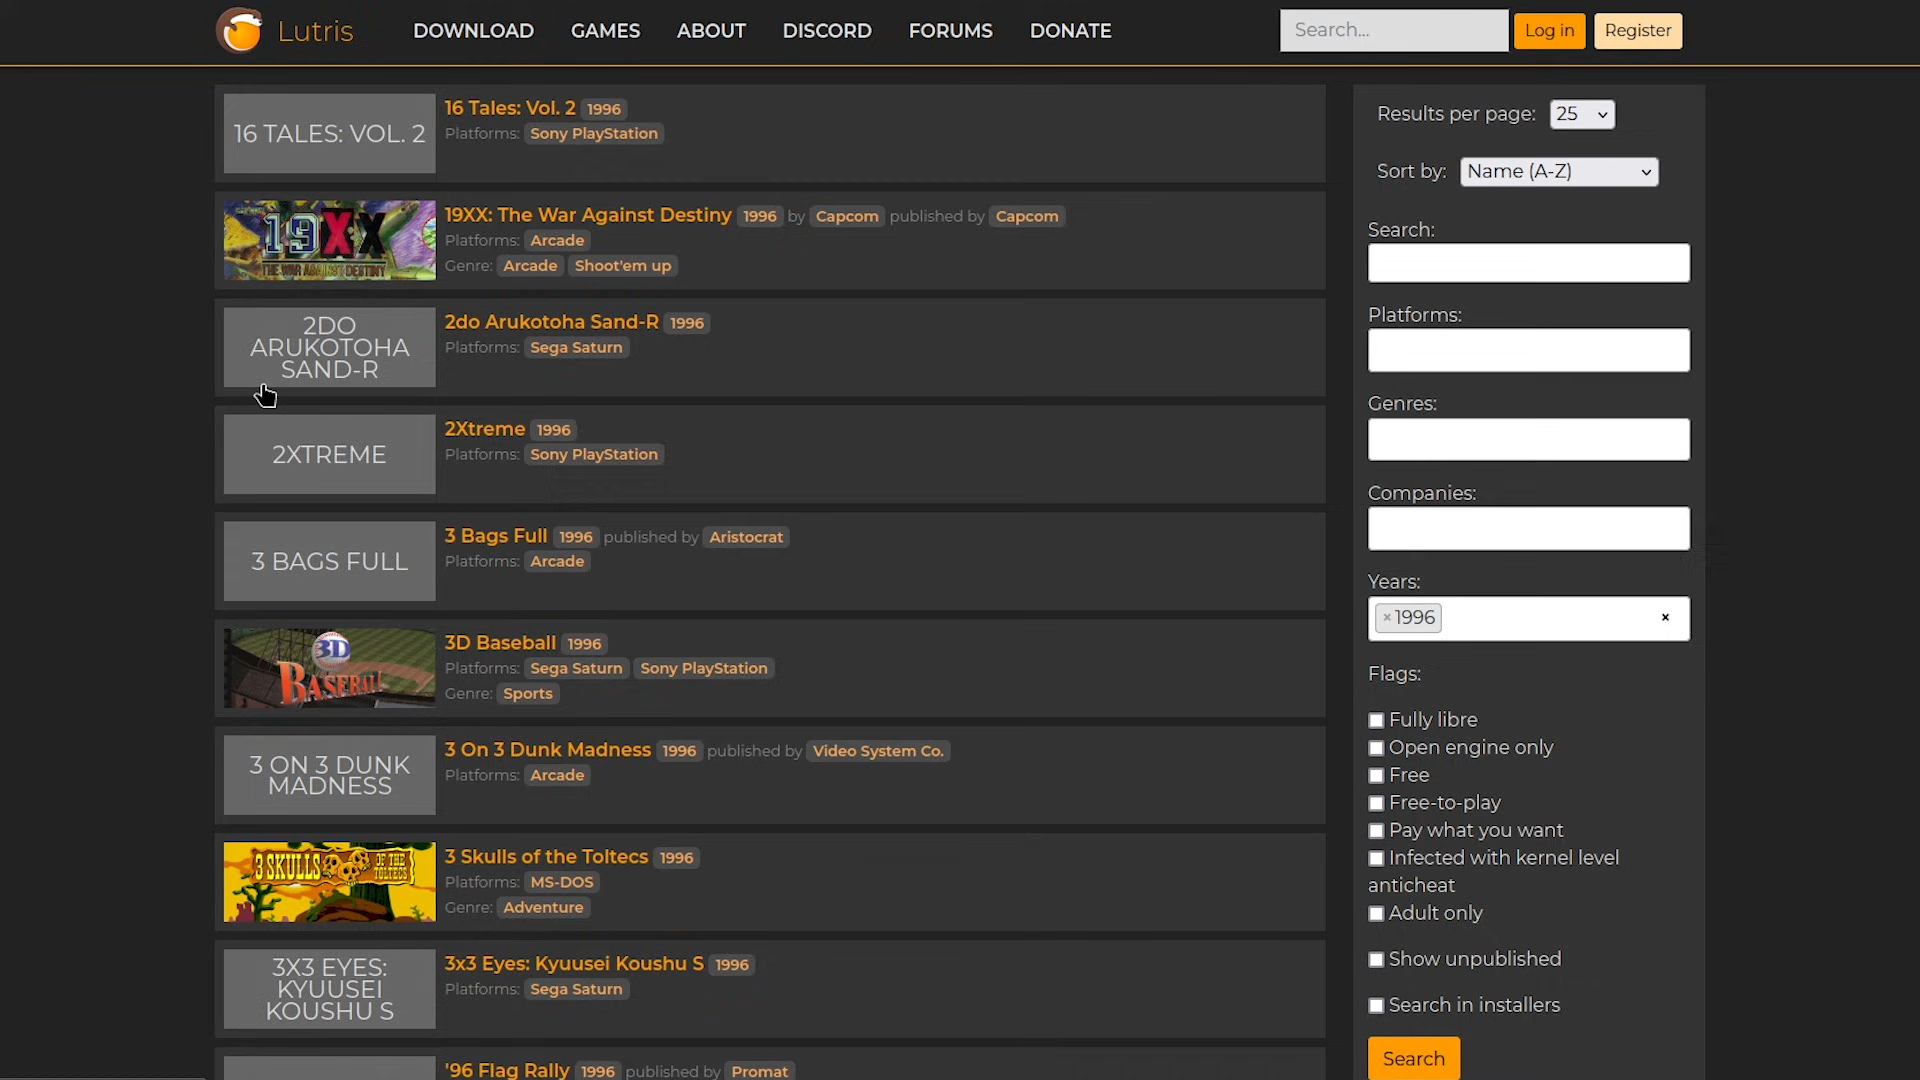 Lutris DOWNLOAD GAMES ABOUT DISCORD FORUMS DONATE Search... Log in Register
16 TALES: VOL. 2
16 Tales: Vol. 2 1996
Platforms: Sony PlayStation
19XX
THE WAR AGAINST DESTINY
19XX: The War Against Destiny 1996 by Capcom published by Capcom
Platforms: Arcade
Genre: Arcade Shoot'em up
2DO
ARUKOTOHA
SAND-R
2do Arukotoha Sand-R 1996
Platforms: Sega Saturn
2XTREME
2Xtreme 1996
Platforms: Sony PlayStation
3 BAGS FULL
3 Bags Full 1996 published by Aristocrat
Platforms: Arcade
3D
BASEBALL
3D Baseball 1996
Platforms: Sega Saturn Sony PlayStation
Genre: Sports
3 ON 3 DUNK
MADNESS
3 On 3 Dunk Madness 1996 published by Video System Co.
Platforms: Arcade
3 SKULLS OF THE
TOLTECS
3 Skulls of the Toltecs 1996
Platforms: MS-DOS
Genre: Adventure
3X3 EYES:
KYUUSEI
KOUSHU S
3x3 Eyes: Kyuusei Koushu S 1996
Platforms: Sega Saturn
'96 Flag Rally 1996 published by Promat
Results per page: 25
Sort by: Name (A-Z)
Search:
Platforms:
Genres:
Companies:
Years:
× 1996 ×
Flags:
Fully libre
Open engine only
Free
Free-to-play
Pay what you want
Infected with kernel level
anticheat
Adult only
Show unpublished
Search in installers
Search